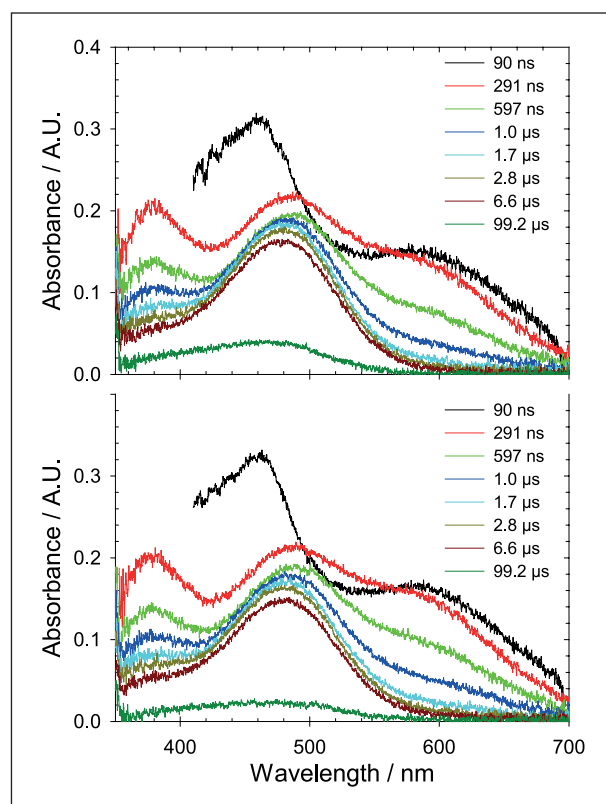 0.4
0.3
0.2
0.1
0.0
Absorbance / A.U.
90 ns
291 ns
597 ns
1.0 µs
1.7 µs
2.8 µs
6.6 µs
99.2 µs
0.3
0.2
0.1
0.0
Absorbance / A.U.
90 ns
291 ns
597 ns
1.0 µs
1.7 µs
2.8 µs
6.6 µs
99.2 µs
400 500 600 700
Wavelength / nm